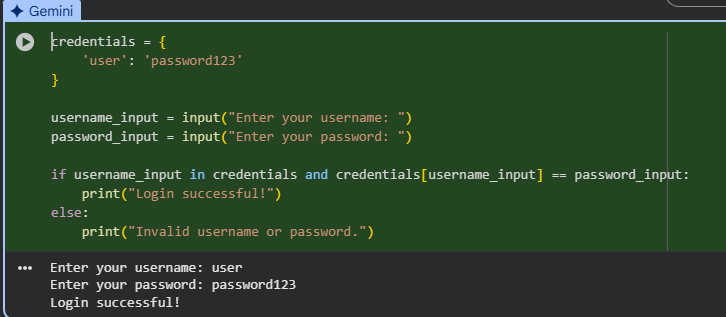 Gemini
credentials = {
    'user': 'password123'
}
username_input = input("Enter your username: ")
password_input = input("Enter your password: ")
if username_input in credentials and credentials[username_input] == password_input:
    print("Login successful!")
else:
    print("Invalid username or password.")
Enter your username: user
Enter your password: password123
Login successful!